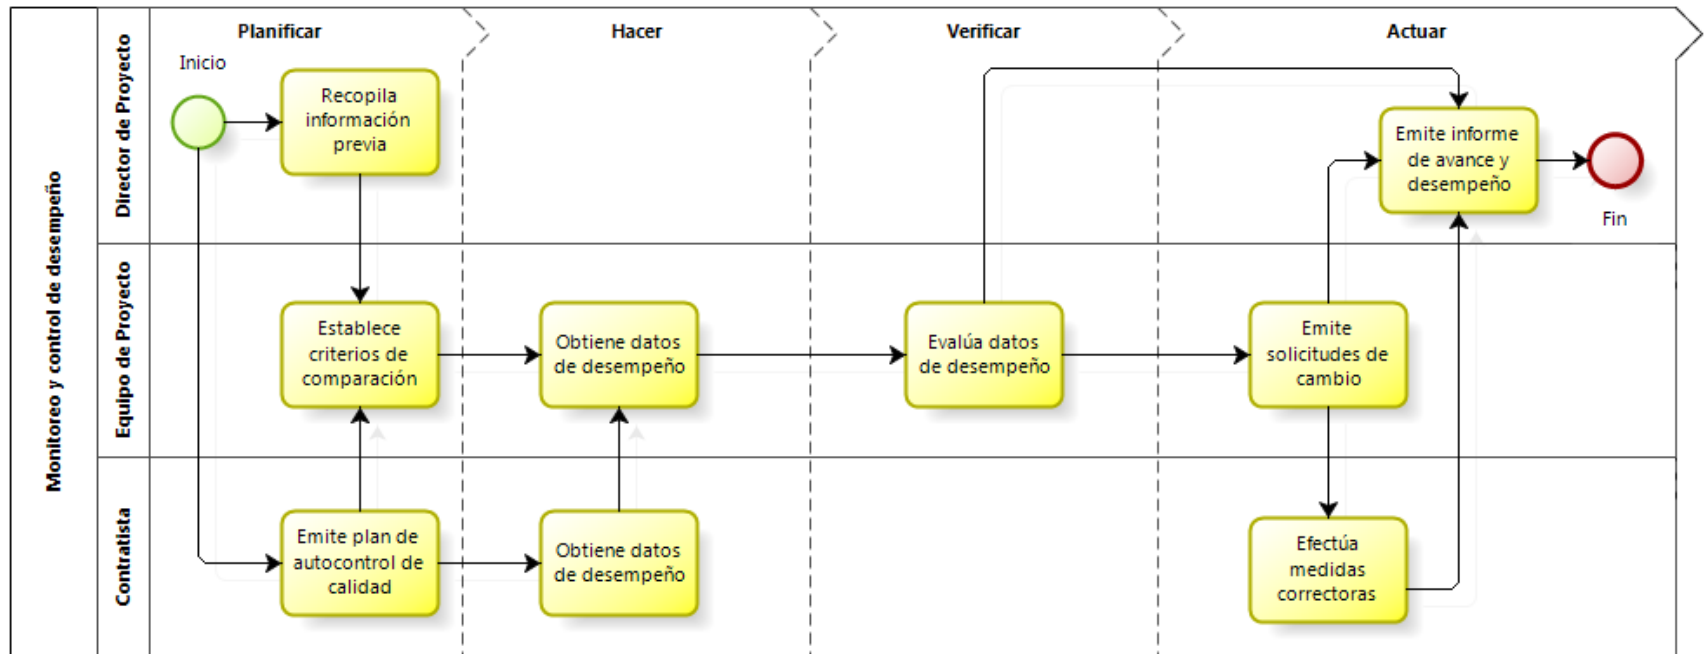 Monitoreo y control de desempeño
Planificar
Hacer
Verificar
Actuar
Director de Proyecto
Inicio
Recopila
información
previa
Emite informe
de avance y
desempeño
Fin
Equipo de Proyecto
Establece
criterios de
comparación
Obtiene datos
de desempeño
Evalúa datos
de desempeño
Emite
solicitudes de
cambio
Contratista
Emite plan de
autocontrol de
calidad
Obtiene datos
de desempeño
Efectúa
medidas
correctoras